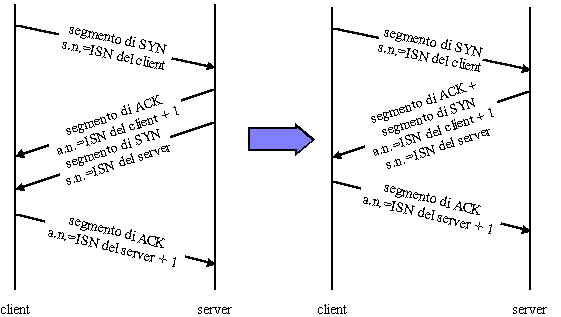 segmento di SYN
s.n.=ISN del client
segmento di ACK
a.n.=ISN del client + 1
segmento di SYN
s.n.=ISN del server
segmento di ACK
a.n.=ISN del server + 1
client
server
segmento di SYN
s.n.=ISN del client
segmento di ACK +
segmento di SYN
a.n.=ISN del client + 1
s.n.=ISN del server
segmento di ACK
a.n.=ISN del server + 1
client
server